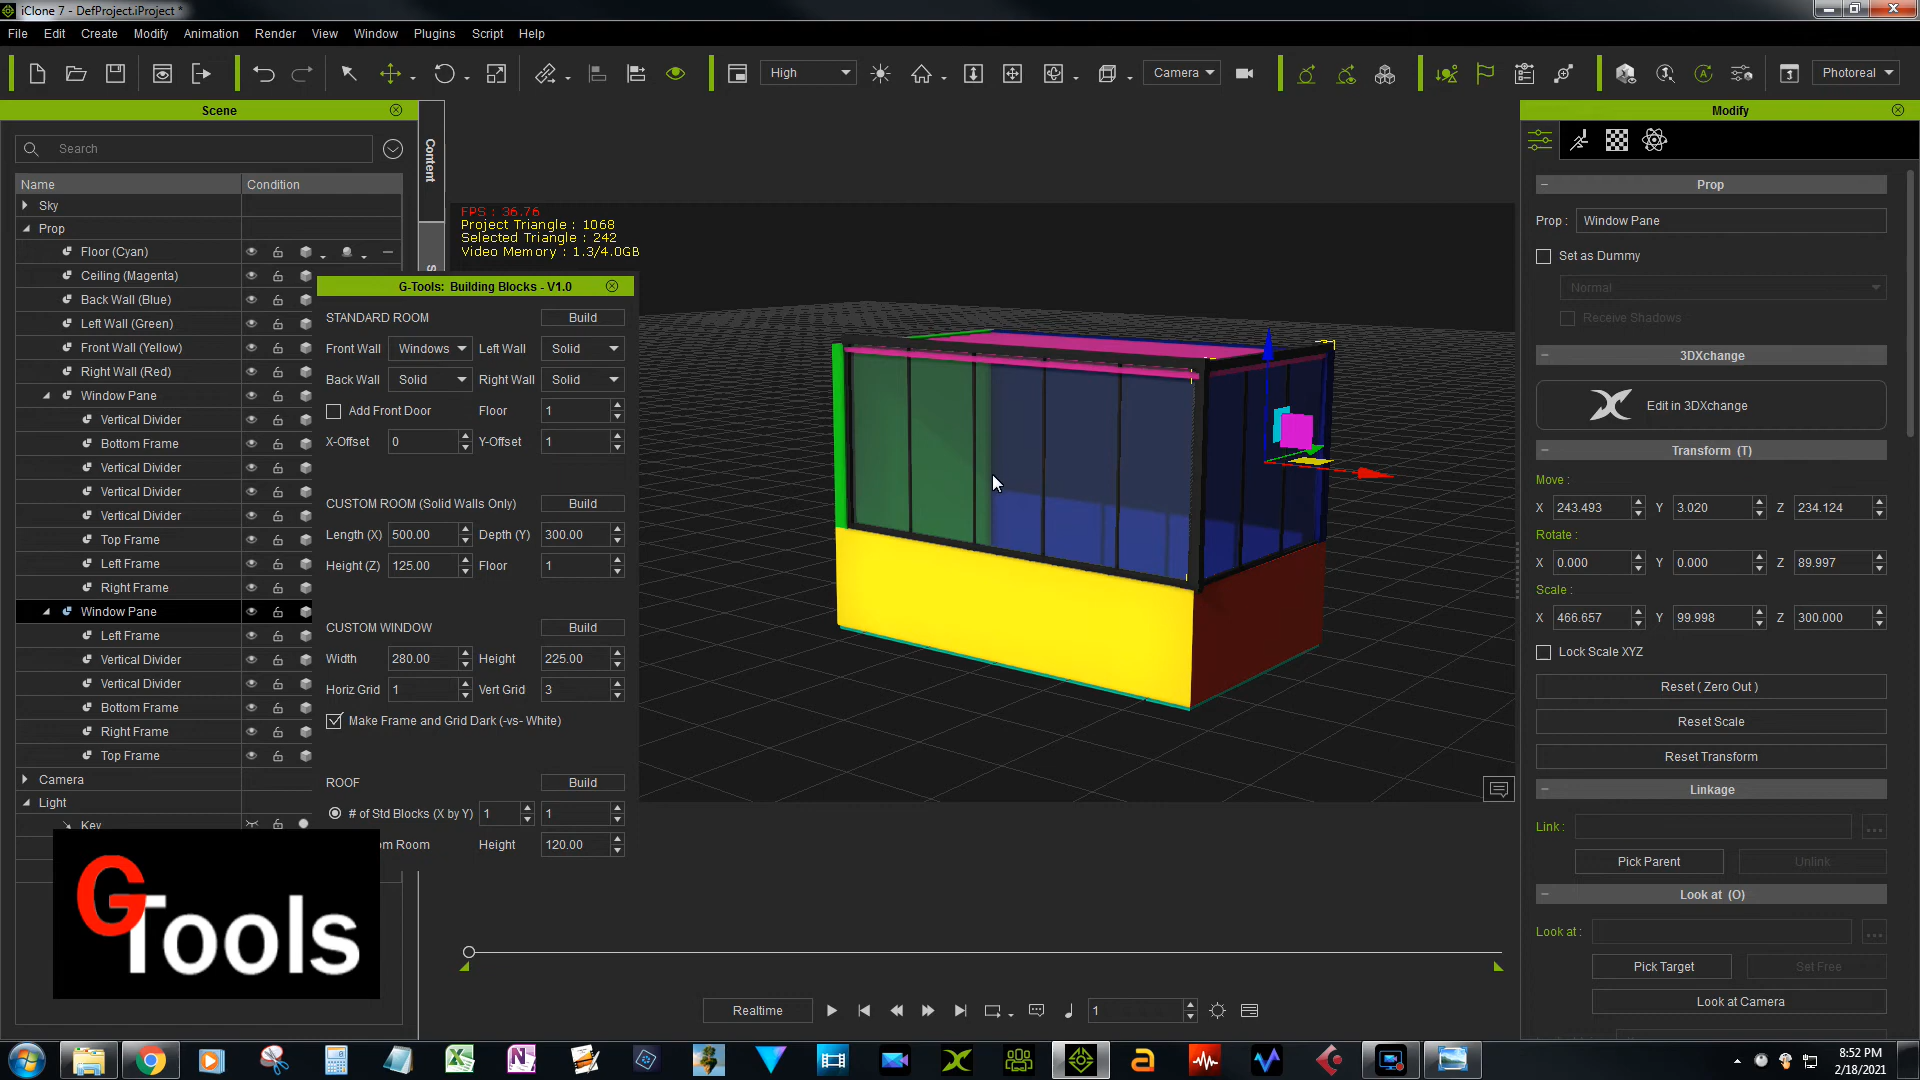 iClone 7 - DefProject.iProject *
File Edit Create Modify Animation Render View Window Plugins Script Help
High Camera Photoreal
Scene
Search
Name Condition
Sky
Prop
Floor (Cyan)
Ceiling (Magenta)
Back Wall (Blue)
Left Wall (Green)
Front Wall (Yellow)
Right Wall (Red)
Window Pane
Vertical Divider
Bottom Frame
Vertical Divider
Vertical Divider
Vertical Divider
Top Frame
Left Frame
Right Frame
Window Pane
Left Frame
Vertical Divider
Vertical Divider
Bottom Frame
Right Frame
Top Frame
Camera
Light
Key
GTools
Content
S
FPS : 36.76
Project Triangle : 1068
Selected Triangle : 242
Video Memory : 1.3/4.0GB
G-Tools: Building Blocks - V1.0
STANDARD ROOM Build
Front Wall Windows Left Wall Solid
Back Wall Solid Right Wall Solid
Add Front Door Floor 1
X-Offset 0 Y-Offset 1
CUSTOM ROOM (Solid Walls Only) Build
Length (X) 500.00 Depth (Y) 300.00
Height (Z) 125.00 Floor 1
CUSTOM WINDOW Build
Width 280.00 Height 225.00
Horiz Grid 1 Vert Grid 3
Make Frame and Grid Dark (-vs- White)
ROOF Build
# of Std Blocks (X by Y) 1 1
om Room Height 120.00
Realtime 1
Modify
Prop
Prop : Window Pane
Set as Dummy
Normal
Receive Shadows
3DXchange
Edit in 3DXchange
Transform (T)
Move :
X 243.493 Y 3.020 Z 234.124
Rotate :
X 0.000 Y 0.000 Z 89.997
Scale :
X 466.657 Y 99.998 Z 300.000
Lock Scale XYZ
Reset ( Zero Out )
Reset Scale
Reset Transform
Linkage
Link : ...
Pick Parent Unlink
Look at (O)
Look at : ...
Pick Target Set Free
Look at Camera
8:52 PM
2/18/2021